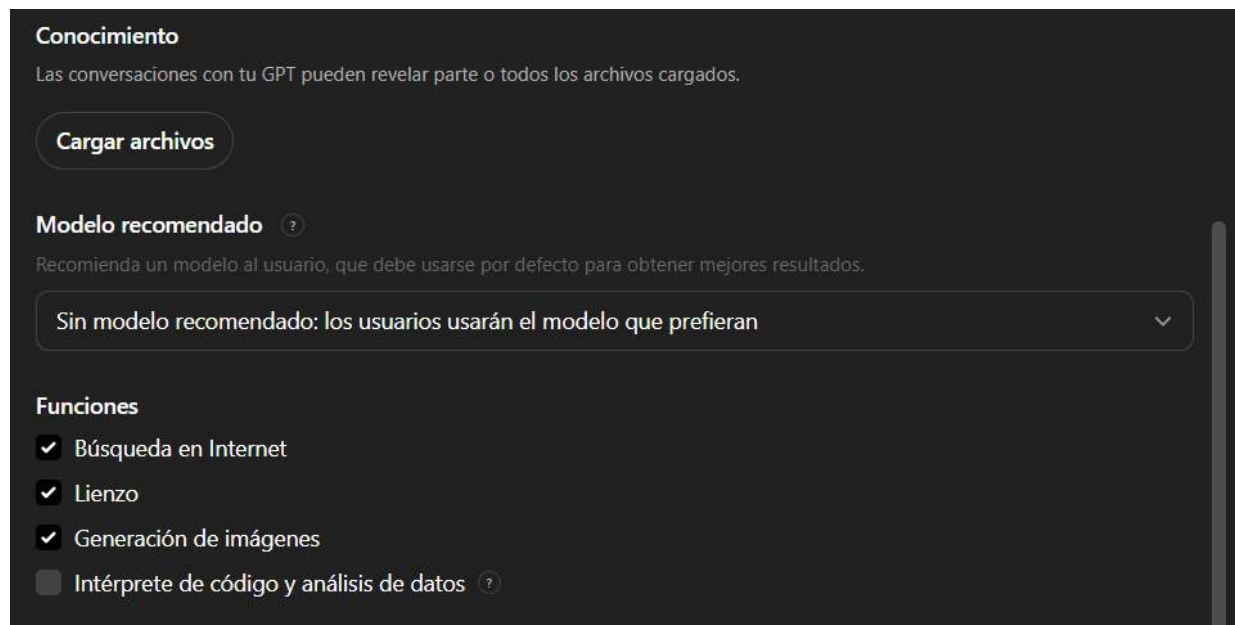 Conocimiento
Las conversaciones con tu GPT pueden revelar parte o todos los archivos cargados.
Cargar archivos
Modelo recomendado ?
Recomienda un modelo al usuario, que debe usarse por defecto para obtener mejores resultados.
Sin modelo recomendado: los usuarios usarán el modelo que prefieran
Funciones
Búsqueda en Internet
Lienzo
Generación de imágenes
Intérprete de código y análisis de datos ?